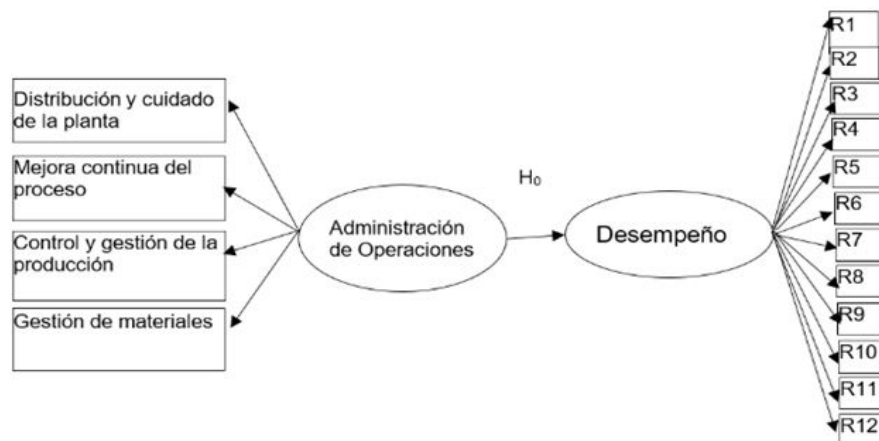 Distribución y cuidado
de la planta
Mejora continua del
proceso
Control y gestión de la
producción
Gestión de materiales
Administración
de Operaciones
H₀
Desempeño
R1
R2
R3
R4
R5
R6
R7
R8
R9
R10
R11
R12